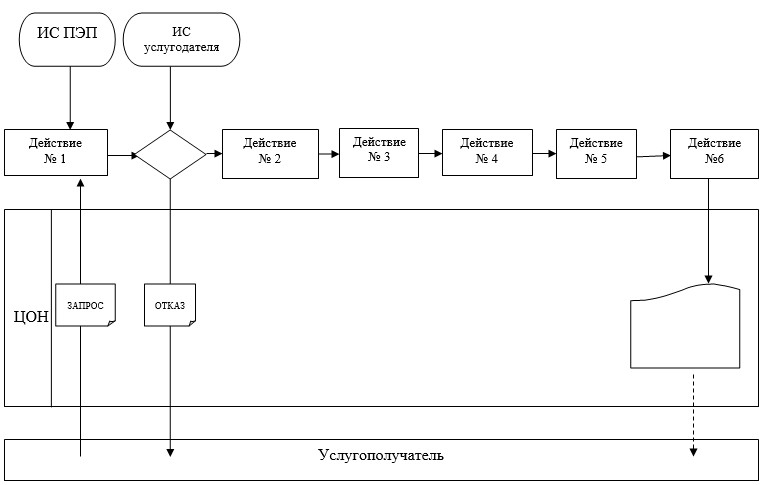 ИС ПЭП
ИС
услугодателя
Действие
№ 1
Действие
№ 2
Действие
№ 3
Действие
№ 4
Действие
№ 5
Действие
№6
ЦОН
ЗАПРОС
ОТКАЗ
Услугополучатель